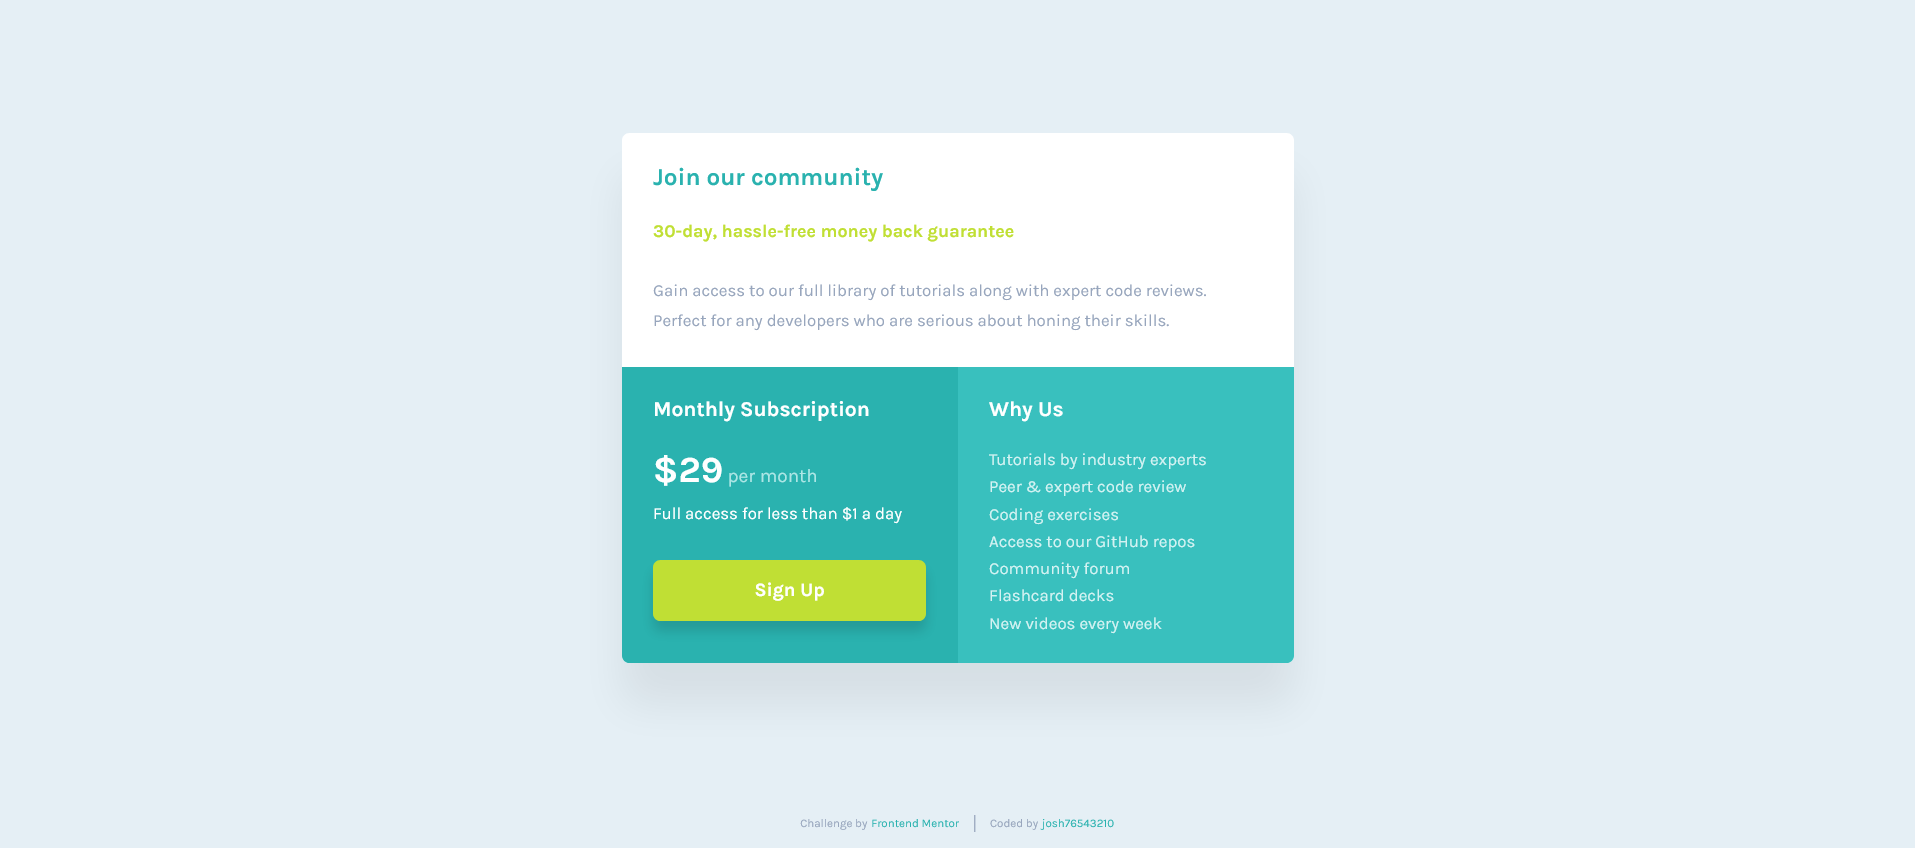 Join our community
30-day, hassle-free money back guarantee
Gain access to our full library of tutorials along with expert code reviews.
Perfect for any developers who are serious about honing their skills.
Monthly Subscription
$29 per month
Full access for less than $1 a day
Sign Up
Why Us
Tutorials by industry experts
Peer & expert code review
Coding exercises
Access to our GitHub repos
Community forum
Flashcard decks
New videos every week
Challenge by Frontend Mentor | Coded by josh76543210